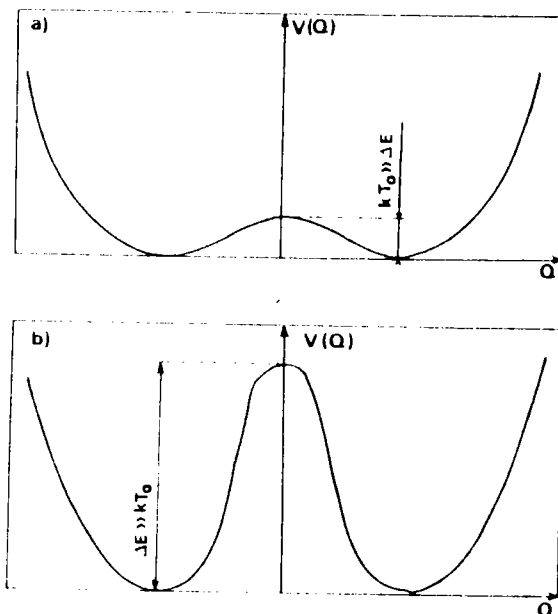 a)
V(Q)
kT₀≫ΔE
Q
b)
V(Q)
ΔE≫kT₀
Q